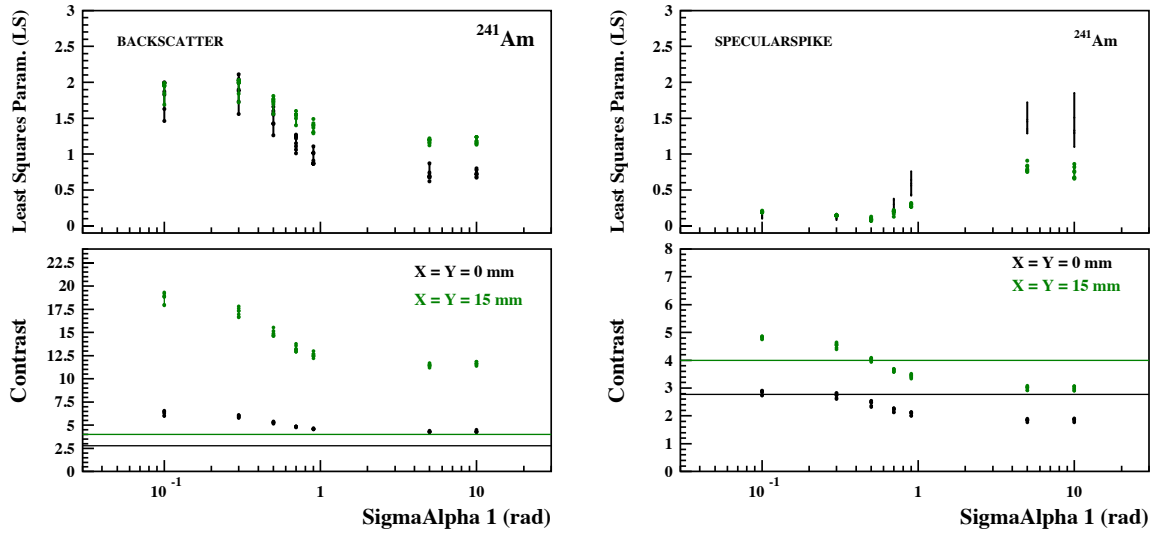 BACKSCATTER
241Am
Least Squares Param. (LS)
3
2.5
2
1.5
1
0.5
0
X = Y = 0 mm
X = Y = 15 mm
Contrast
22.5
20
17.5
15
12.5
10
7.5
5
2.5
0
10 -1
1
10
SigmaAlpha 1 (rad)
SPECULARSPIKE
241Am
Least Squares Param. (LS)
3
2.5
2
1.5
1
0.5
0
X = Y = 0 mm
X = Y = 15 mm
Contrast
8
7
6
5
4
3
2
1
0
10 -1
1
10
SigmaAlpha 1 (rad)